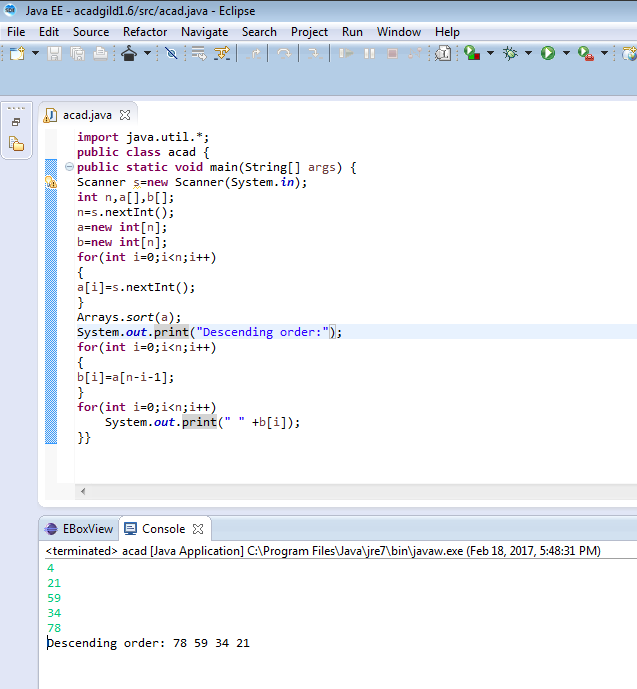 Java EE - acadgild1.6/src/acad.java - Eclipse
File Edit Source Refactor Navigate Search Project Run Window Help
acad.java
import java.util.*;
public class acad {
public static void main(String[] args) {
Scanner s=new Scanner(System.in);
int n,a[],b[];
n=s.nextInt();
a=new int[n];
b=new int[n];
for(int i=0;i<n;i++)
{
a[i]=s.nextInt();
}
Arrays.sort(a);
System.out.print("Descending order:");
for(int i=0;i<n;i++)
{
b[i]=a[n-i-1];
}
for(int i=0;i<n;i++)
System.out.print(" " +b[i]);
}}
EBoxView Console
<terminated> acad [Java Application] C:\Program Files\Java\jre7\bin\javaw.exe (Feb 18, 2017, 5:48:31 PM)
4
21
59
34
78
Descending order: 78 59 34 21